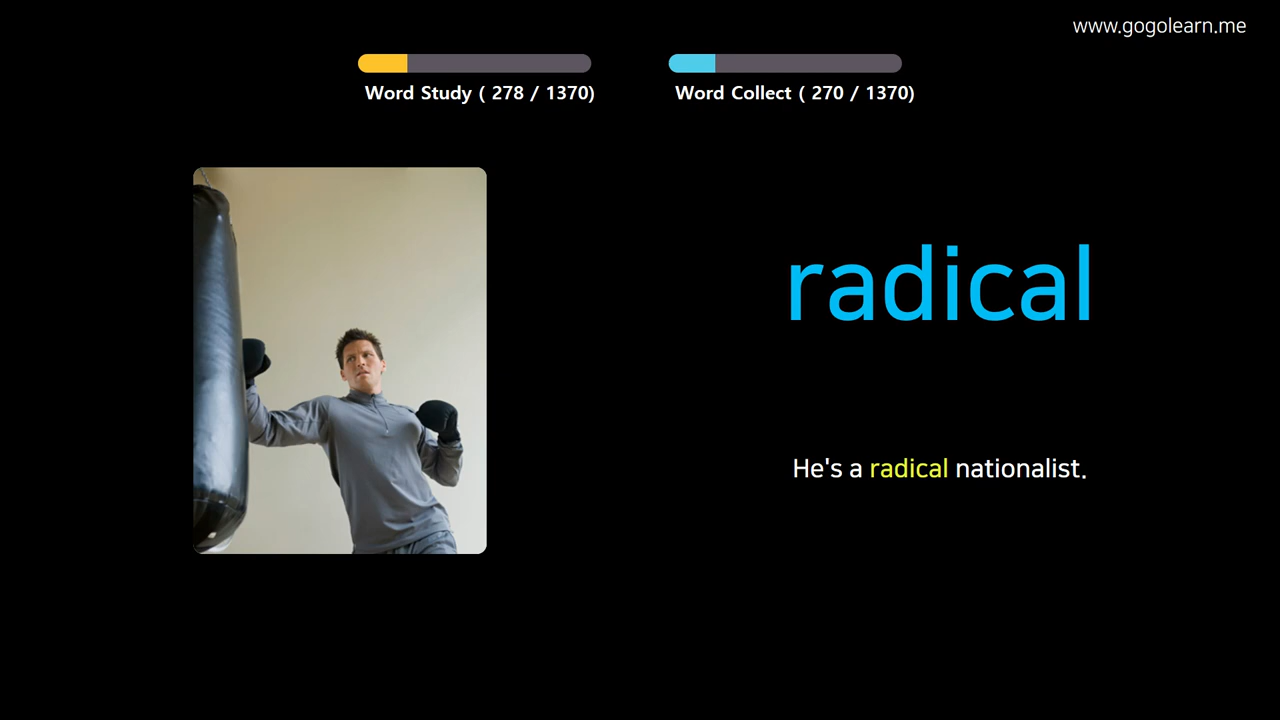 www.gogolearn.me
Word Study ( 278 / 1370)
Word Collect ( 270 / 1370)
radical
He's a radical nationalist.